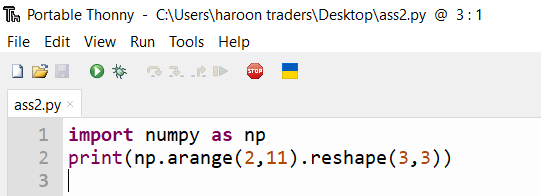 Portable Thonny - C:\Users\haroon traders\Desktop\ass2.py @ 3 : 1
File Edit View Run Tools Help
STOP
ass2.py ×
1 import numpy as np
2 print(np.arange(2,11).reshape(3,3))
3